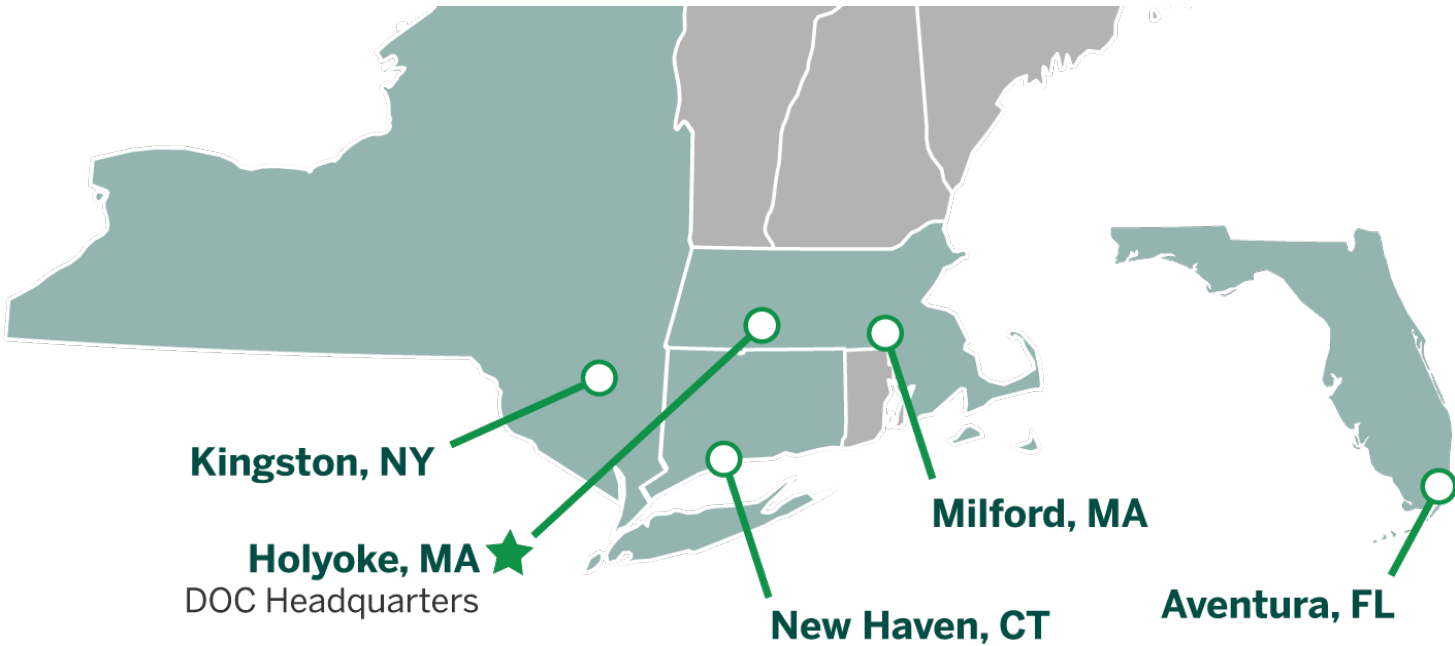 Kingston, NY
Holyoke, MA
DOC Headquarters
New Haven, CT
Milford, MA
Aventura, FL